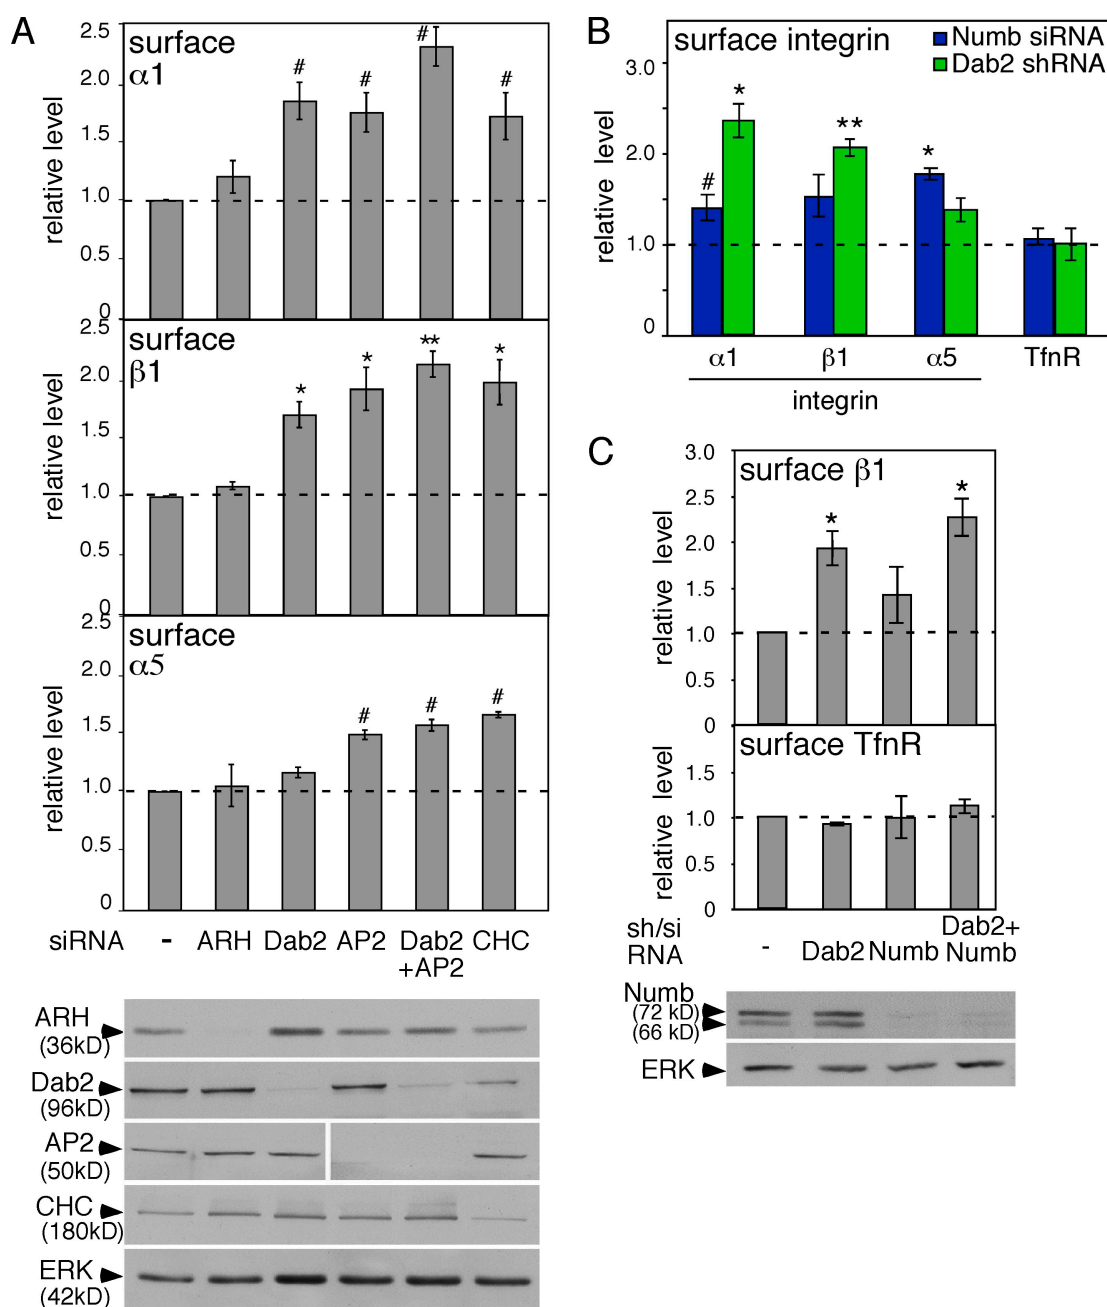 A
surface
α1
relative level
2.5
2.0
1.5
1.0
0.5
0
#
#
#
#
surface
β1
relative level
2.5
2.0
1.5
1.0
0.5
0
*
*
**
*
surface
α5
relative level
2.5
2.0
1.5
1.0
0.5
0
#
#
#
siRNA - ARH Dab2 AP2 Dab2 CHC
+AP2
ARH
(36kD)
Dab2
(96kD)
AP2
(50kD)
CHC
(180kD)
ERK
(42kD)
B
surface integrin
Numb siRNA
Dab2 shRNA
relative level
3.0
2.0
1.0
0
#
*
**
*
α1 β1 α5 TfnR
integrin
C
surface β1
relative level
3.0
2.5
2.0
1.5
1.0
0.5
0
*
*
surface TfnR
relative level
1.5
1.0
0.5
0
sh/si Dab2+
RNA - Dab2 Numb Numb
Numb
(72 kD)
(66 kD)
ERK